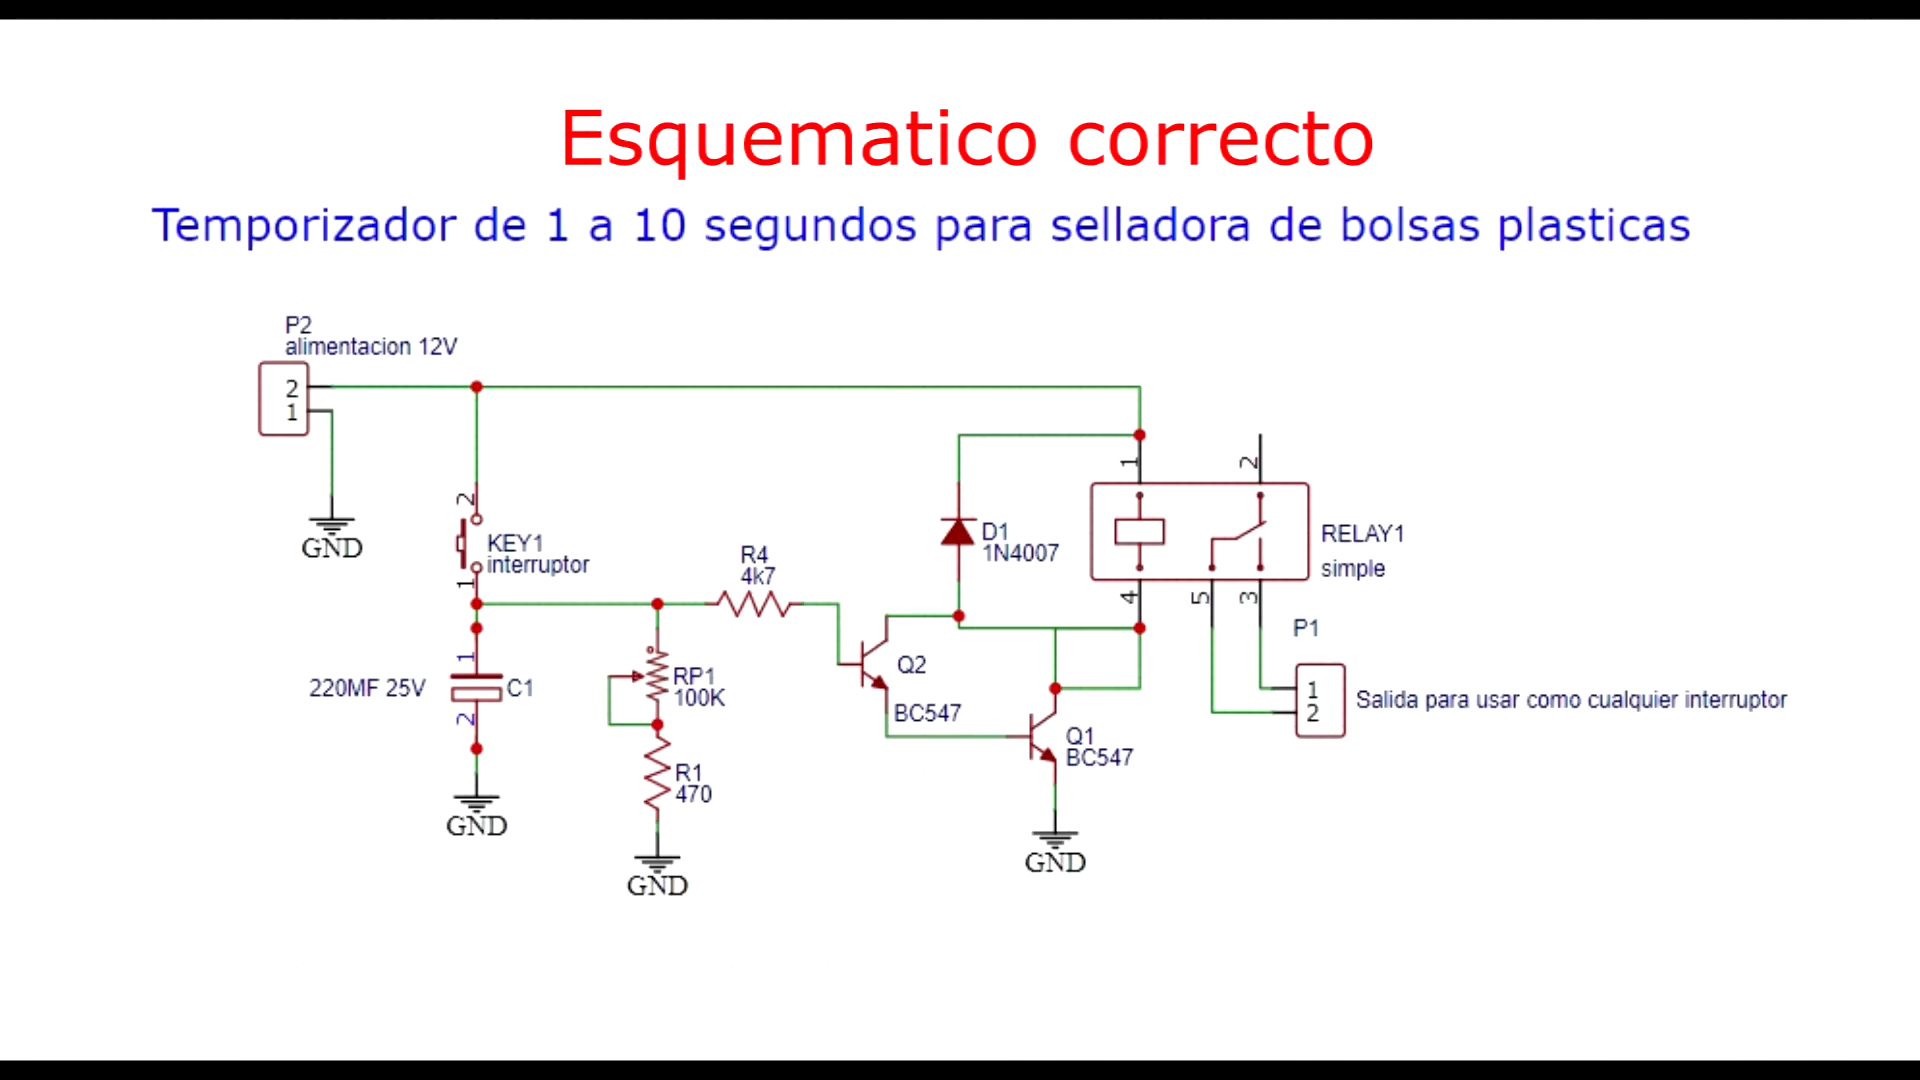 Esquematico correcto
Temporizador de 1 a 10 segundos para selladora de bolsas plasticas
P2
alimentacion 12V
2
1
GND
2
KEY1
interruptor
1
1
220MF 25V
C1
2
GND
RP1
100K
R1
470
GND
R4
4k7
Q2
BC547
D1
1N4007
Q1
BC547
GND
1
2
RELAY1
simple
4
5
3
P1
1
2
Salida para usar como cualquier interruptor